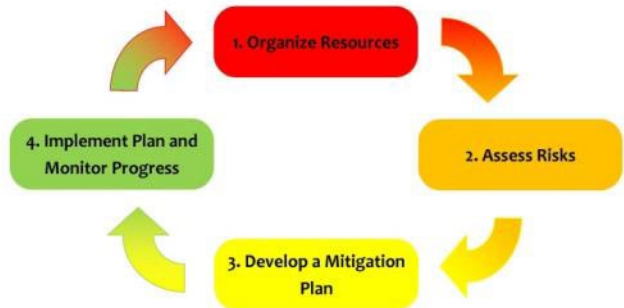 1. Organize Resources
2. Assess Risks
3. Develop a Mitigation
Plan
4. Implement Plan and
Monitor Progress